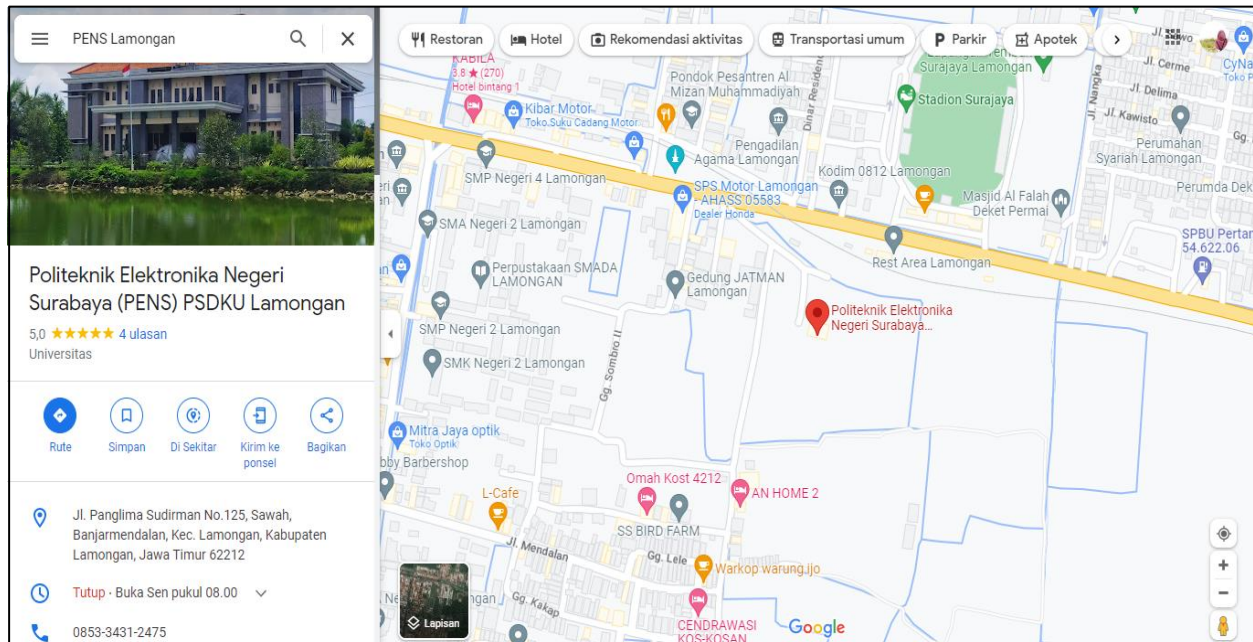 PENS Lamongan
Politeknik Elektronika Negeri
Surabaya (PENS) PSDKU Lamongan
5,0 ★★★★★ 4 ulasan
Universitas
Rute
Simpan
Di Sekitar
Kirim ke
ponsel
Bagikan
Jl. Panglima Sudirman No.125, Sawah,
Banjarmendalan, Kec. Lamongan, Kabupaten
Lamongan, Jawa Timur 62212
Tutup · Buka Sen pukul 08.00
0853-3431-2475
Restoran
Hotel
Rekomendasi aktivitas
Transportasi umum
P Parkir
Apotek
KABILA
3,8 ★ (270)
Hotel bintang 1
Kibar Motor
Toko Suku Cadang Motor
Pondok Pesantren Al
Mizan Muhammadiyah
Dinar Residen
Surajaya Lamongan
Stadion Surajaya
Jl. Nangka
Jl. Cerme
Jl. Delima
Jl. Kawisto
Gg.
CyNa
Toko P
Perumahan
Syariah Lamongan
Perumda Dek
Pengadilan
Agama Lamongan
SMP Negeri 4 Lamongan
SPS Motor Lamongan
- AHASS 05583
Dealer Honda
Kodim 0812 Lamongan
Masjid Al Falah
Deket Permai
SPBU Pertan
54.622.06
SMA Negeri 2 Lamongan
Rest Area Lamongan
Perpustakaan SMADA
LAMONGAN
Gedung JATMAN
Lamongan
Politeknik Elektronika
Negeri Surabaya...
SMP Negeri 2 Lamongan
SMK Negeri 2 Lamongan
Gg. Sombro II
Mitra Jaya optik
Toko Optik
bby Barbershop
Omah Kost 4212
AN HOME 2
L-Cafe
SS BIRD FARM
Jl. Mendalan
Gg. Lele
Warkop warung.ijo
Gg. Kakap
CENDRAWASI
KOS-KOSAN
Lapisan
Google